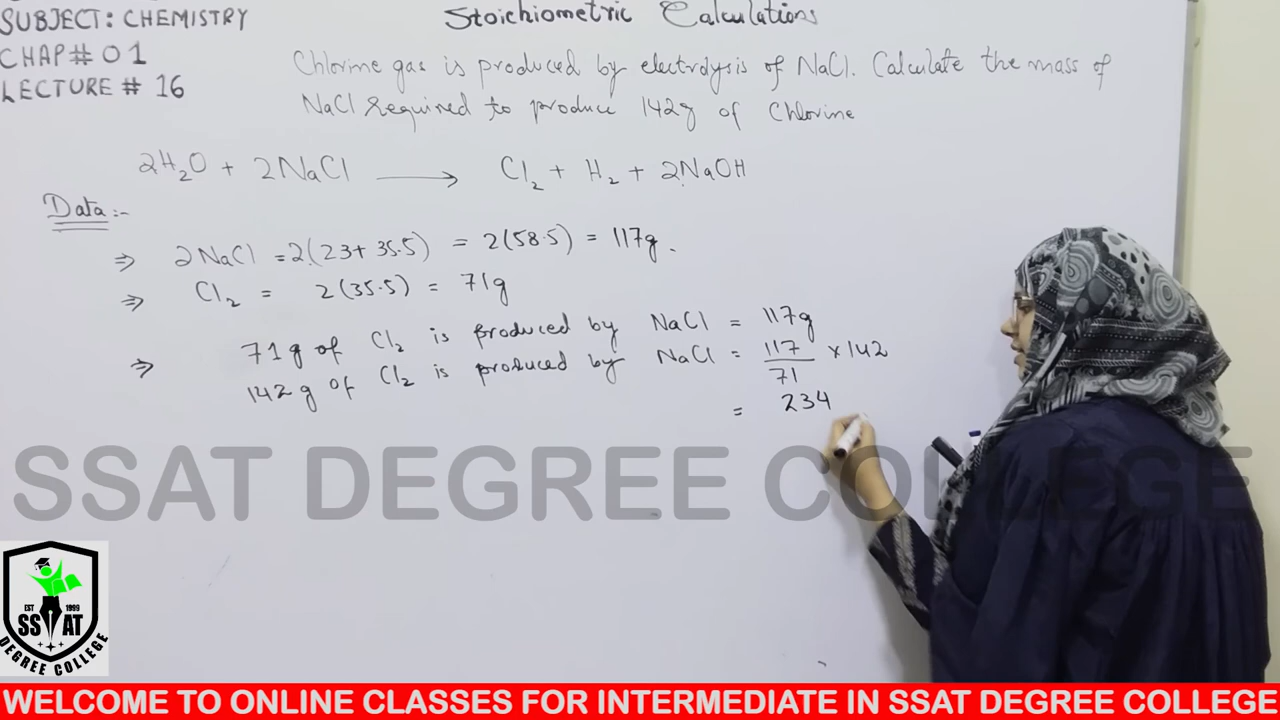 SUBJECT: CHEMISTRY
CHAP# 01
LECTURE # 16
Stoichiometric Calculations
Chlorine gas is produced by electrolysis of NaCl. Calculate the mass of
NaCl required to produce 142g of Chlorine
2H₂O + 2NaCl ⟶ Cl₂ + H₂ + 2NaOH
Data:-
⇒ 2NaCl = 2(23+35.5) = 2(58.5) = 117g.
⇒ Cl₂ = 2(35.5) = 71g
⇒ 71g of Cl₂ is produced by NaCl = 117g
142g of Cl₂ is produced by NaCl = 117/71 × 142
= 234
SSAT DEGREE COLLEGE
EST 1999
SSAT
DEGREE COLLEGE
WELCOME TO ONLINE CLASSES FOR INTERMEDIATE IN SSAT DEGREE COLLEGE